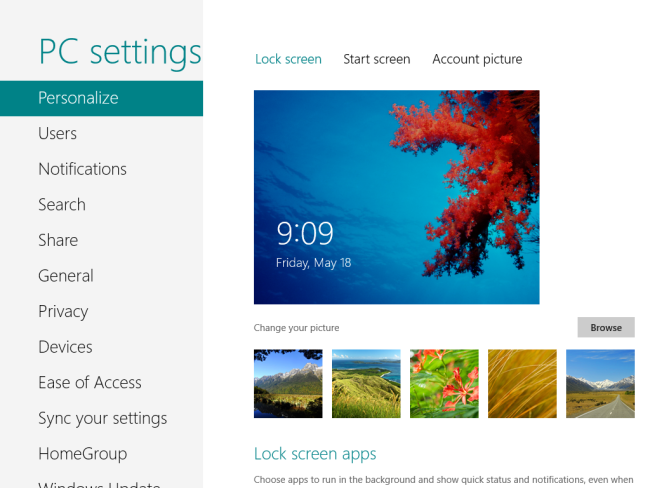 PC settings
Personalize
Users
Notifications
Search
Share
General
Privacy
Devices
Ease of Access
Sync your settings
HomeGroup
Windows Update
Lock screen Start screen Account picture
9:09
Friday, May 18
Change your picture
Browse
Lock screen apps
Choose apps to run in the background and show quick status and notifications, even when